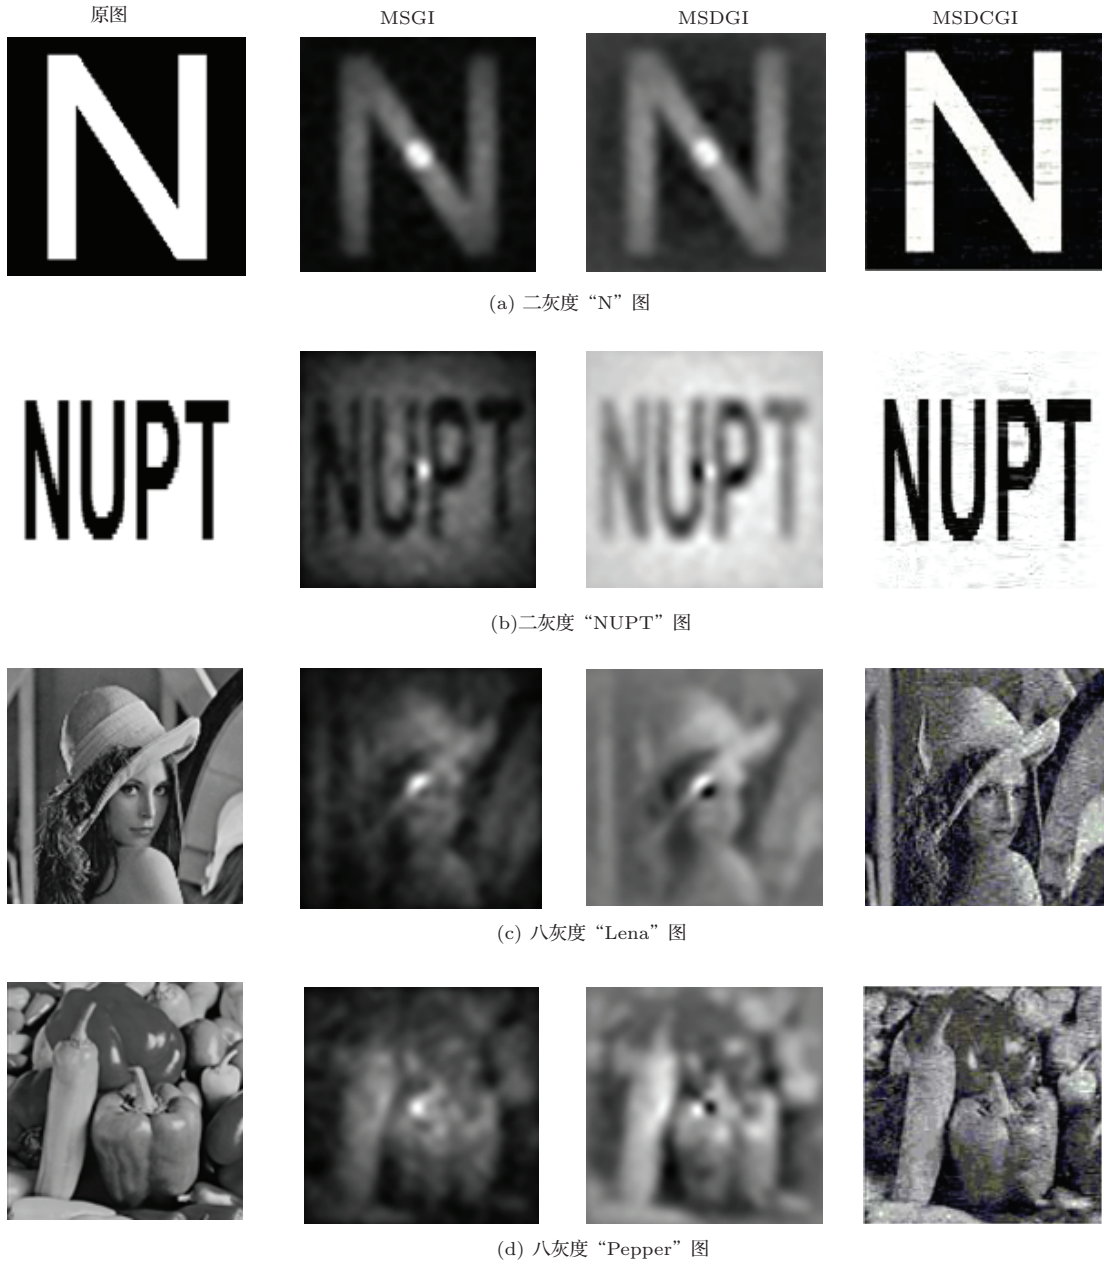 原图 MSGI MSDGI MSDCGI
N N N N
(a) 二灰度 “N” 图
NUPT NUPT NUPT NUPT
(b)二灰度 “NUPT” 图
(c) 八灰度 “Lena” 图
(d) 八灰度 “Pepper” 图